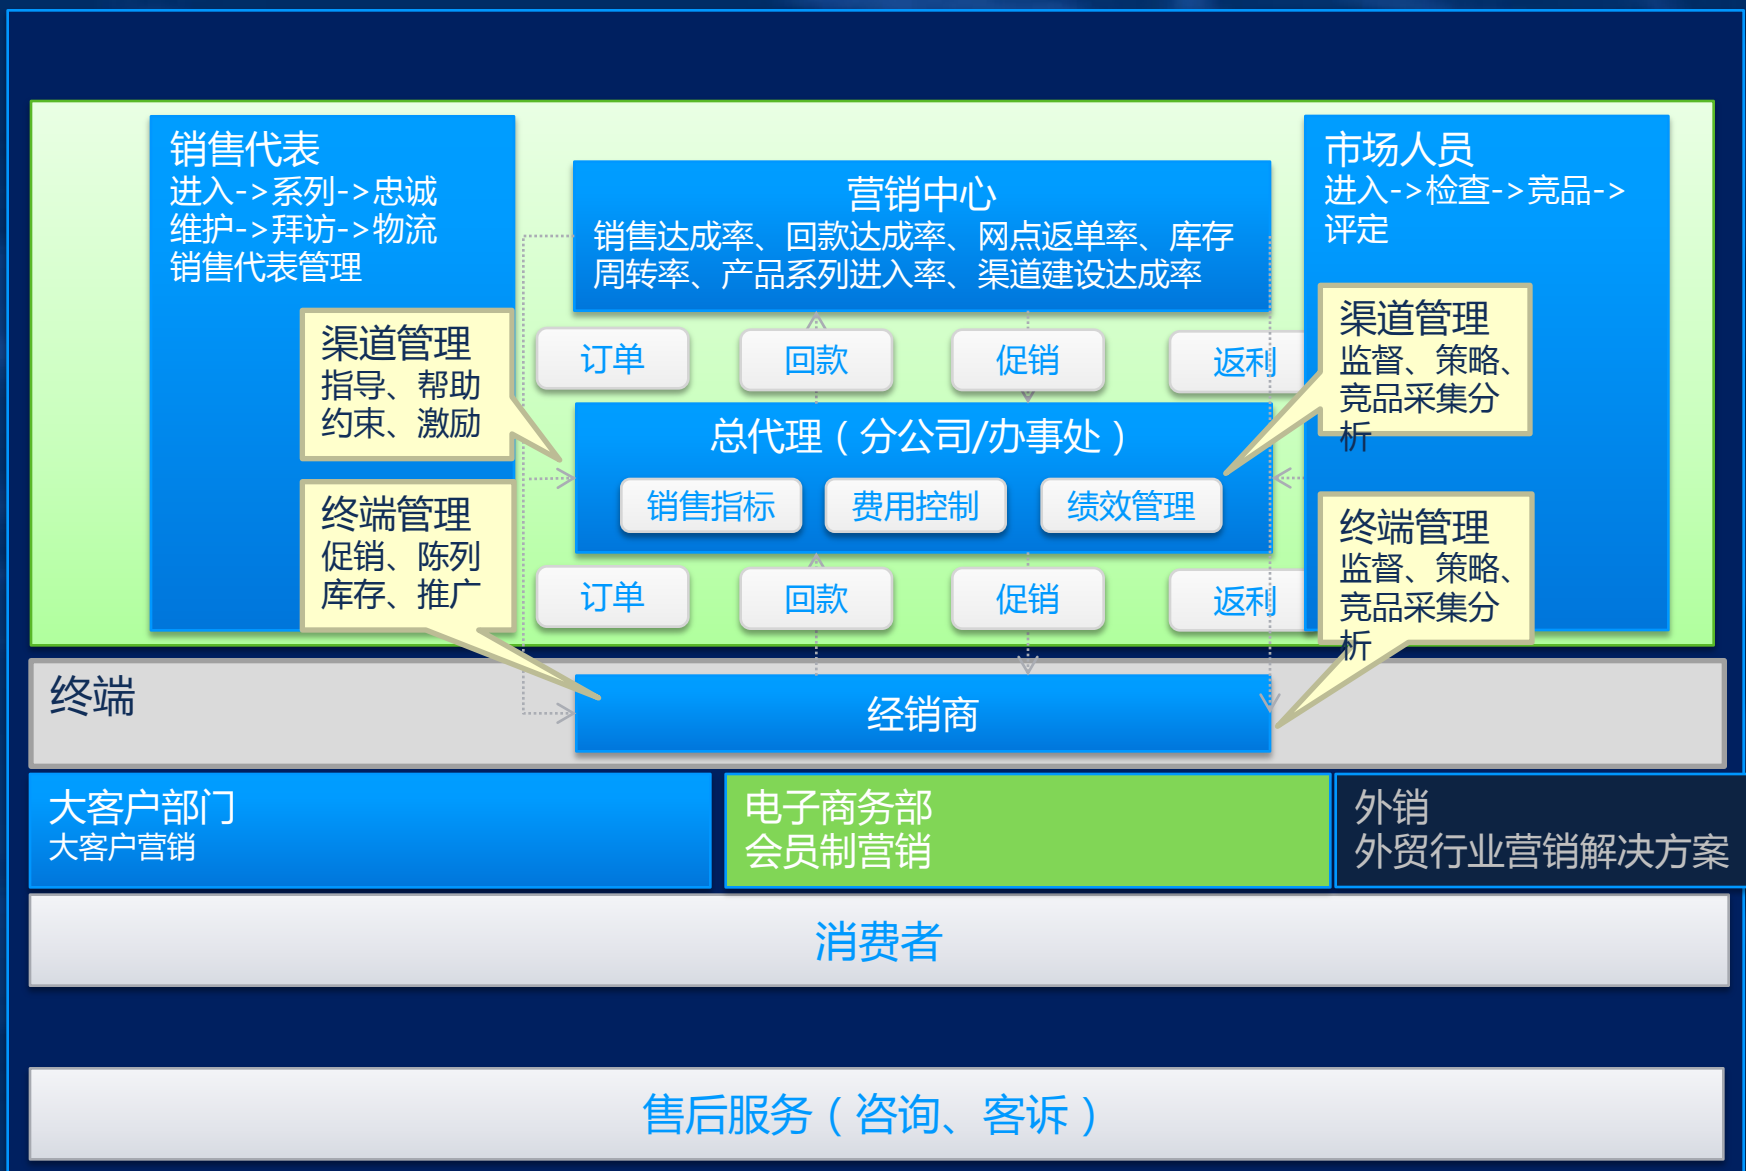 销售代表
进入->系列->忠诚
维护->拜访->物流
销售代表管理
营销中心
销售达成率、回款达成率、网点返单率、库存
周转率、产品系列进入率、渠道建设达成率
市场人员
进入->检查->竞品->
评定
渠道管理
指导、帮助
约束、激励
订单
回款
促销
返利
渠道管理
监督、策略、
竞品采集分
析
总代理（分公司/办事处）
销售指标
费用控制
绩效管理
终端管理
促销、陈列
库存、推广
订单
回款
促销
返利
终端管理
监督、策略、
竞品采集分
析
终端
经销商
大客户部门
大客户营销
电子商务部
会员制营销
外销
外贸行业营销解决方案
消费者
售后服务（咨询、客诉）